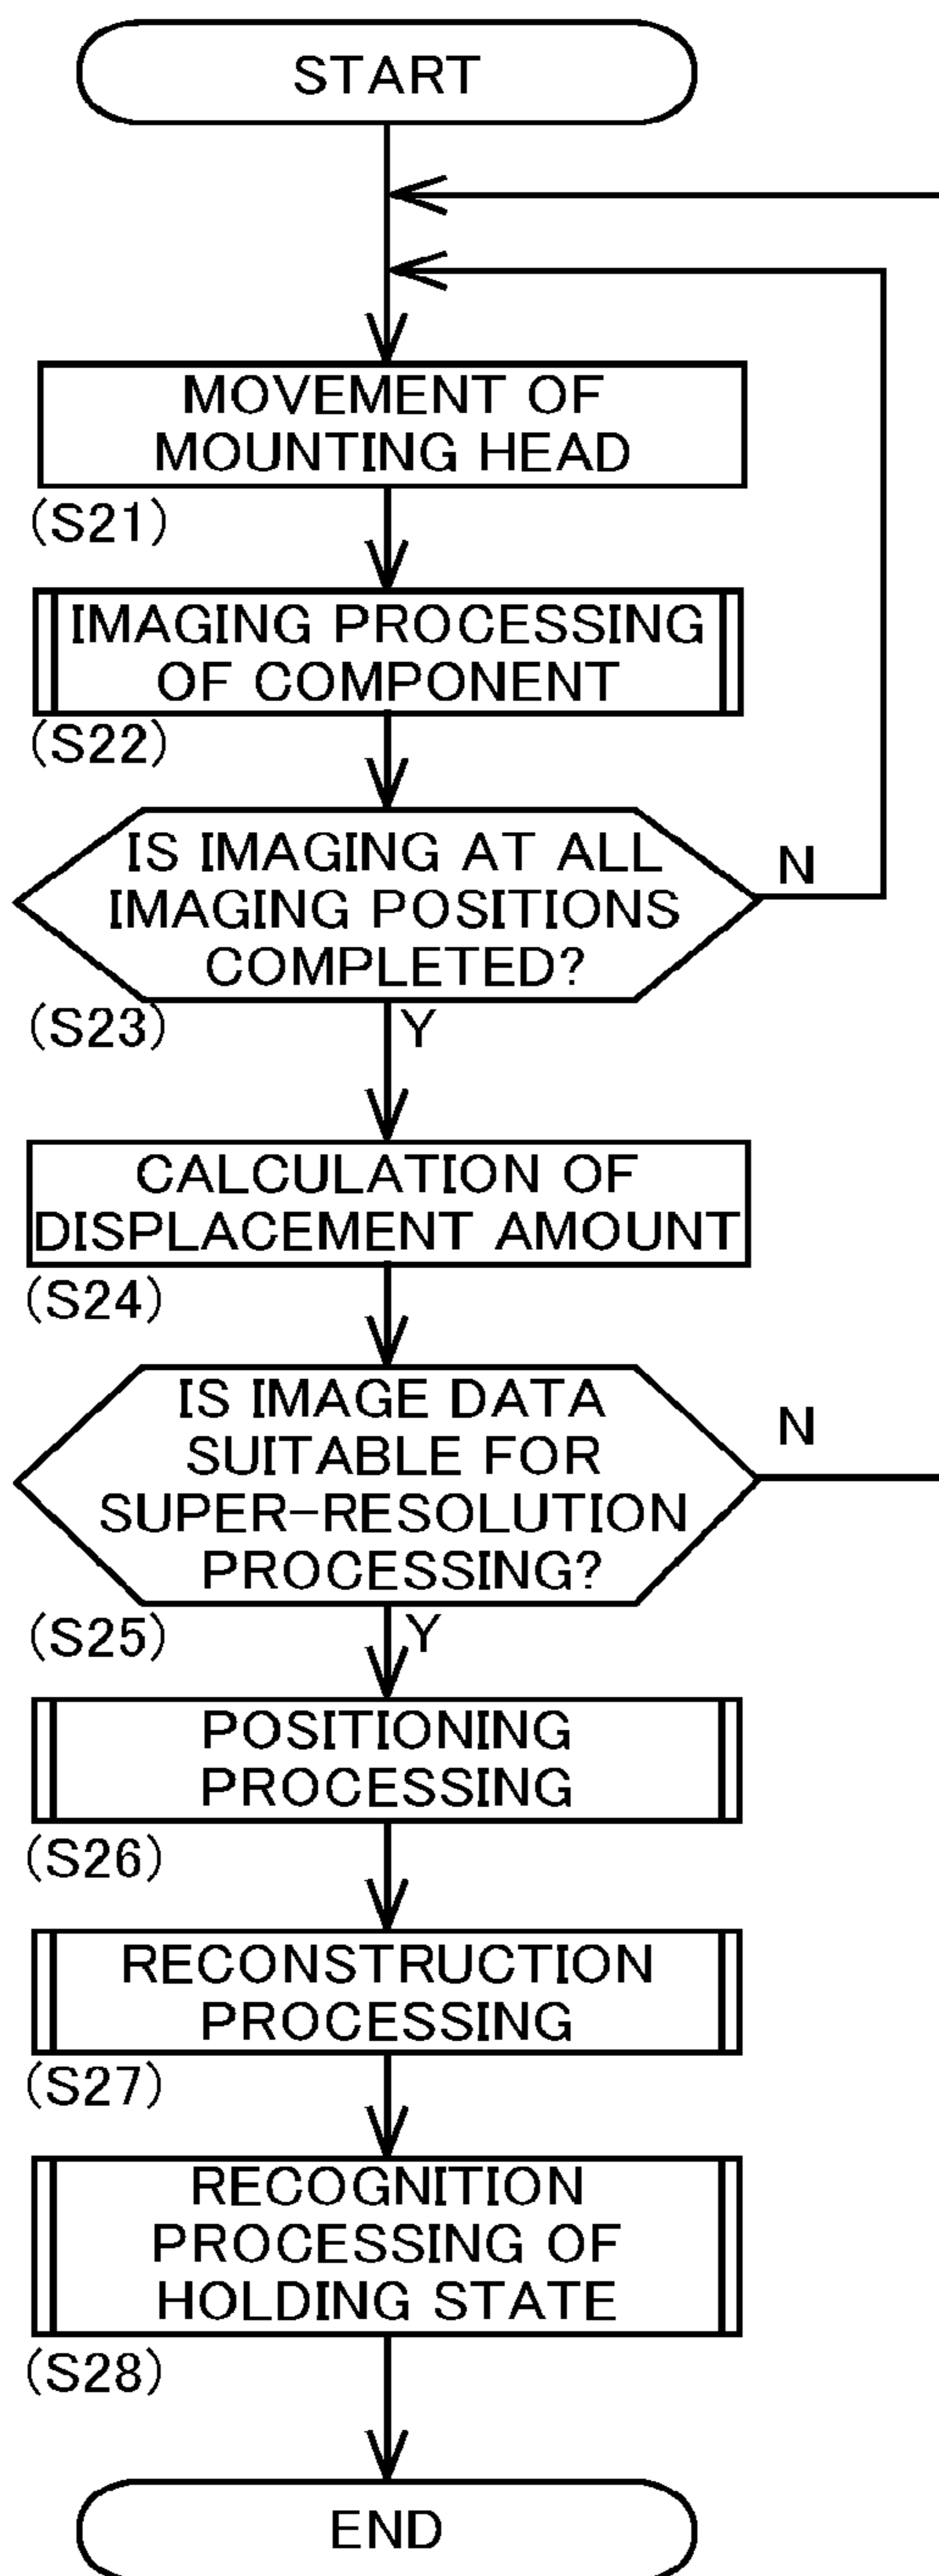 START
MOVEMENT OF
MOUNTING HEAD
(S21)
IMAGING PROCESSING
OF COMPONENT
(S22)
IS IMAGING AT ALL
IMAGING POSITIONS
COMPLETED?
N
(S23)
Y
CALCULATION OF
DISPLACEMENT AMOUNT
(S24)
IS IMAGE DATA
SUITABLE FOR
SUPER-RESOLUTION
PROCESSING?
N
(S25)
Y
POSITIONING
PROCESSING
(S26)
RECONSTRUCTION
PROCESSING
(S27)
RECOGNITION
PROCESSING OF
HOLDING STATE
(S28)
END